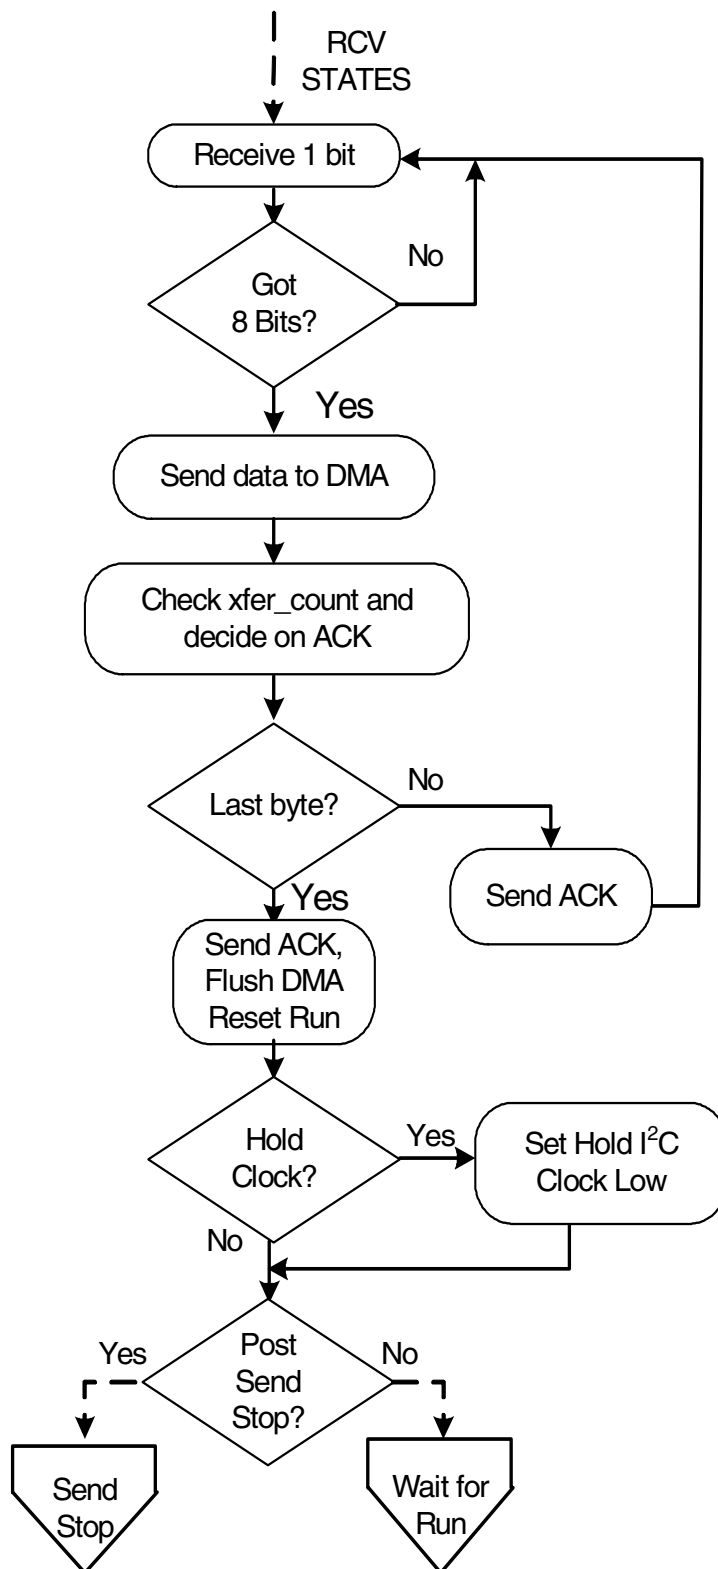 RCV
STATES
Receive 1 bit
No
Got
8 Bits?
Yes
Send data to DMA
Check xfer_count and
decide on ACK
No
Last byte?
Send ACK
Yes
Send ACK,
Flush DMA
Reset Run
Hold
Clock?
Yes
Set Hold I²C
Clock Low
No
Post
Send
Stop?
Yes
No
Send
Stop
Wait for
Run